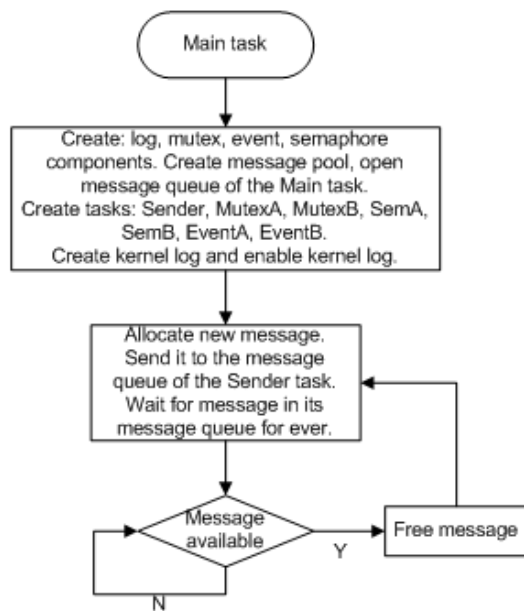 Main task
Create: log, mutex, event, semaphore
components. Create message pool, open
message queue of the Main task.
Create tasks: Sender, MutexA, MutexB, SemA,
SemB, EventA, EventB.
Create kernel log and enable kernel log.
Allocate new message.
Send it to the message
queue of the Sender task.
Wait for message in its
message queue for ever.
Message
available
Y
Free message
N